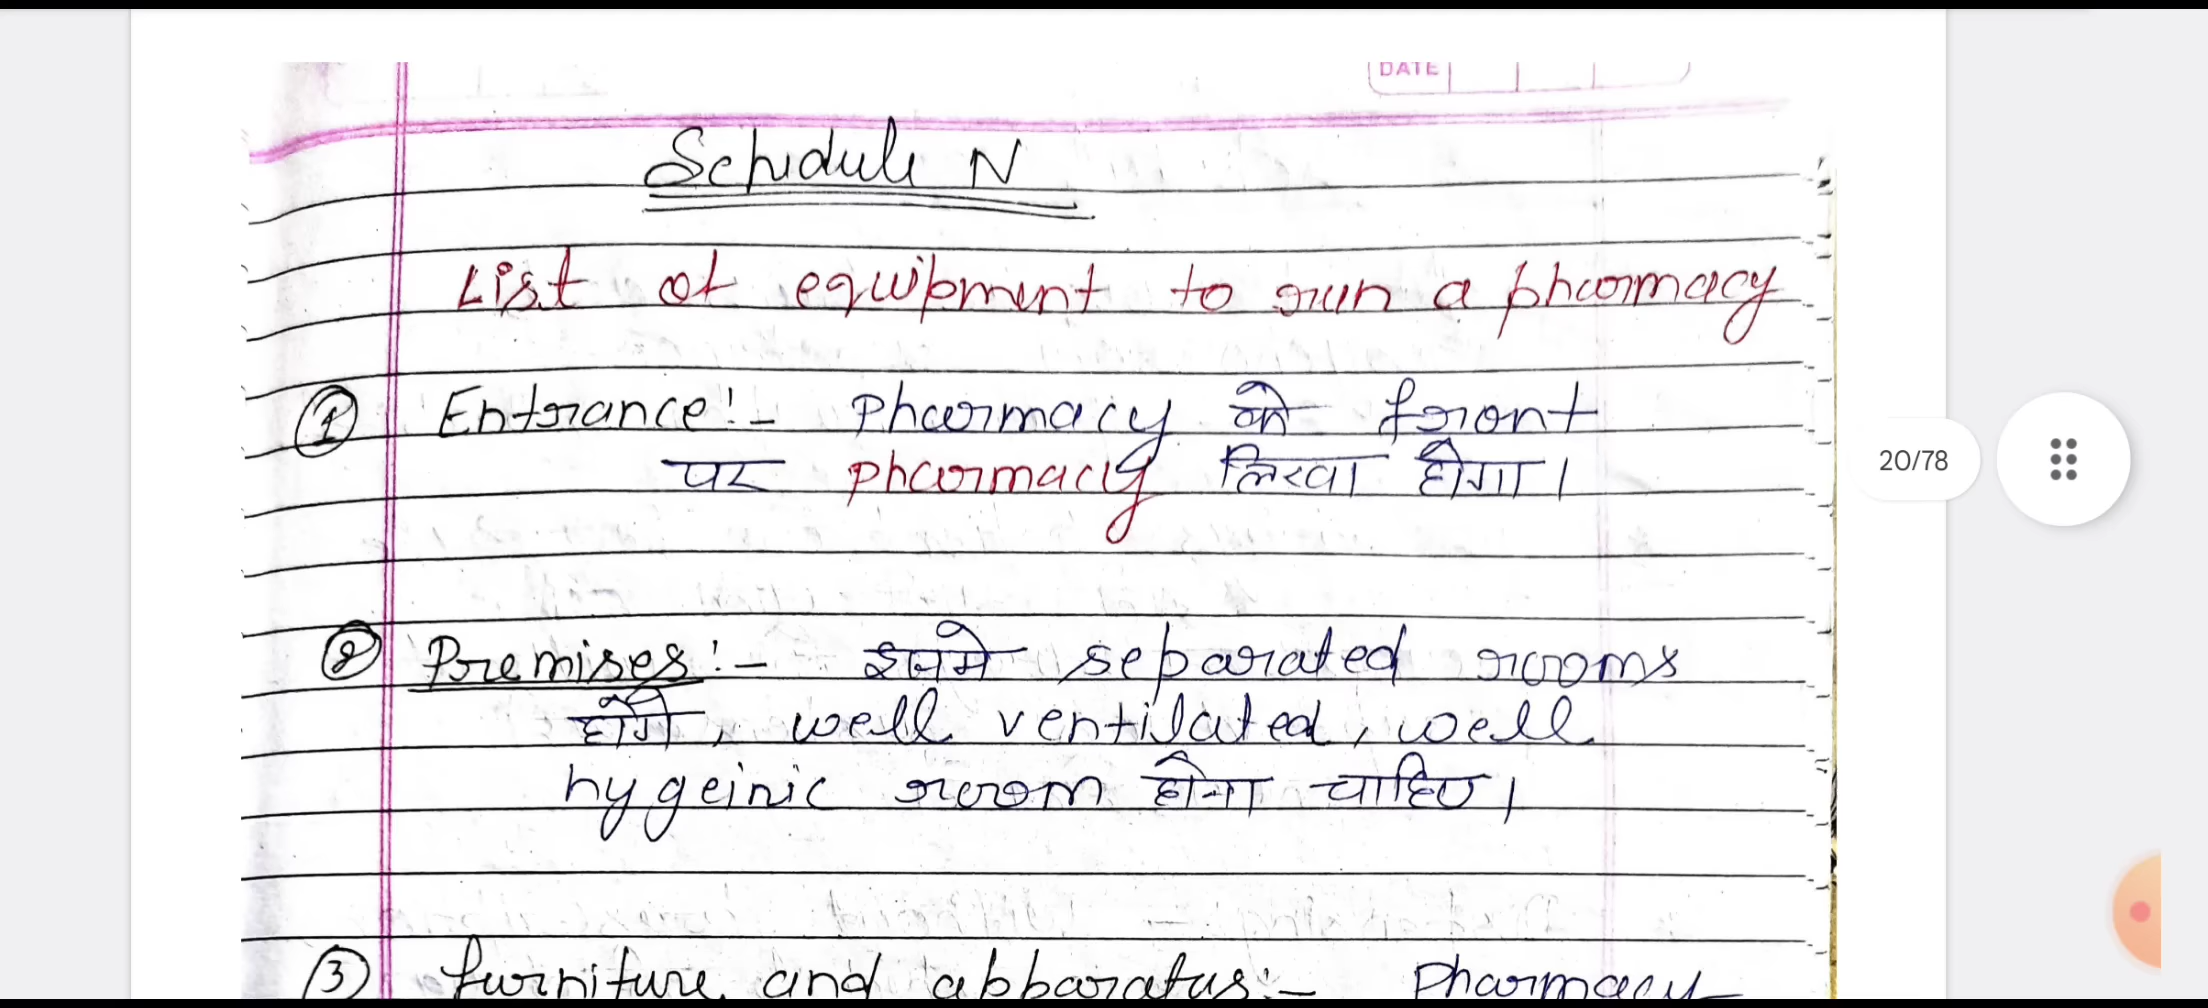 DATE
Schedule N
List of equipment to run a pharmacy
① Entrance:- Pharmacy के front
पर pharmacy लिखा होगा।
② Premises:- इनमे separated rooms
होंगे, well ventilated, well
hygeinic room होना चाहिए।
③ furniture and apparatus:- Pharmacy
20/78